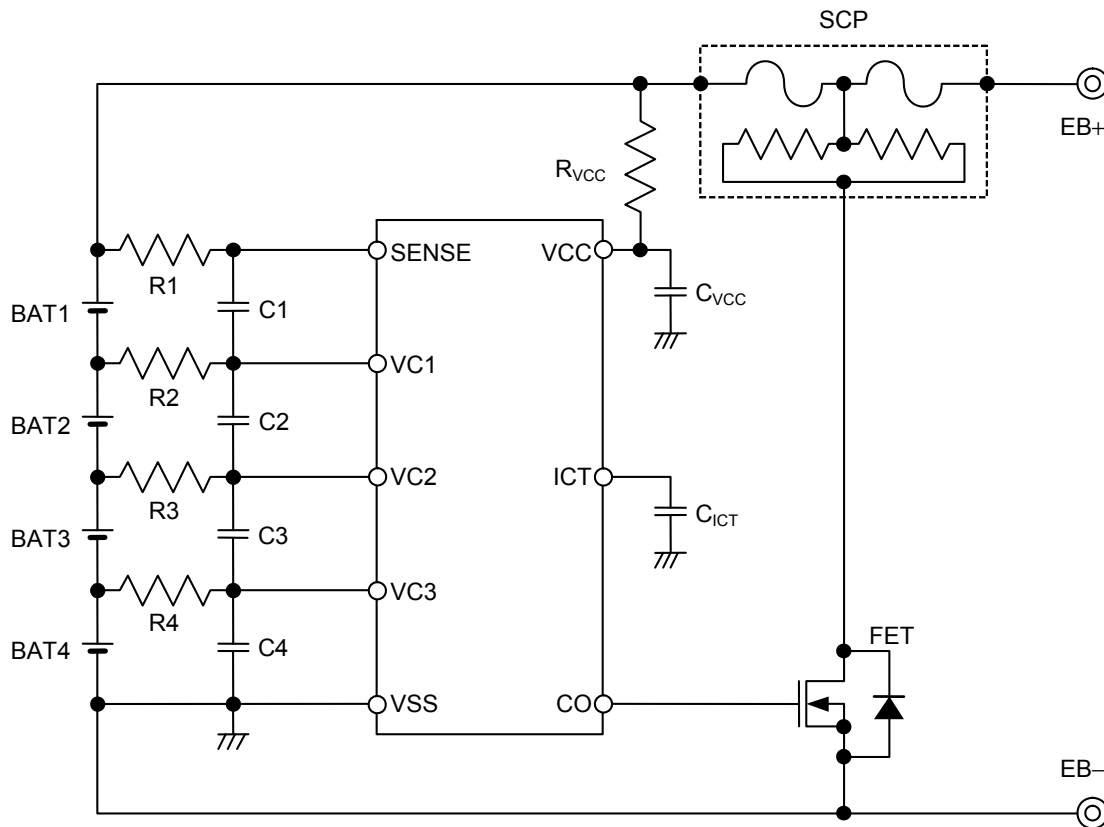 SCP
EB+
RVCC
SENSE
VCC
R1
BAT1
C1
CVCC
VC1
R2
BAT2
C2
VC2
ICT
R3
CICT
BAT3
C3
VC3
R4
FET
BAT4
C4
VSS
CO
EB−